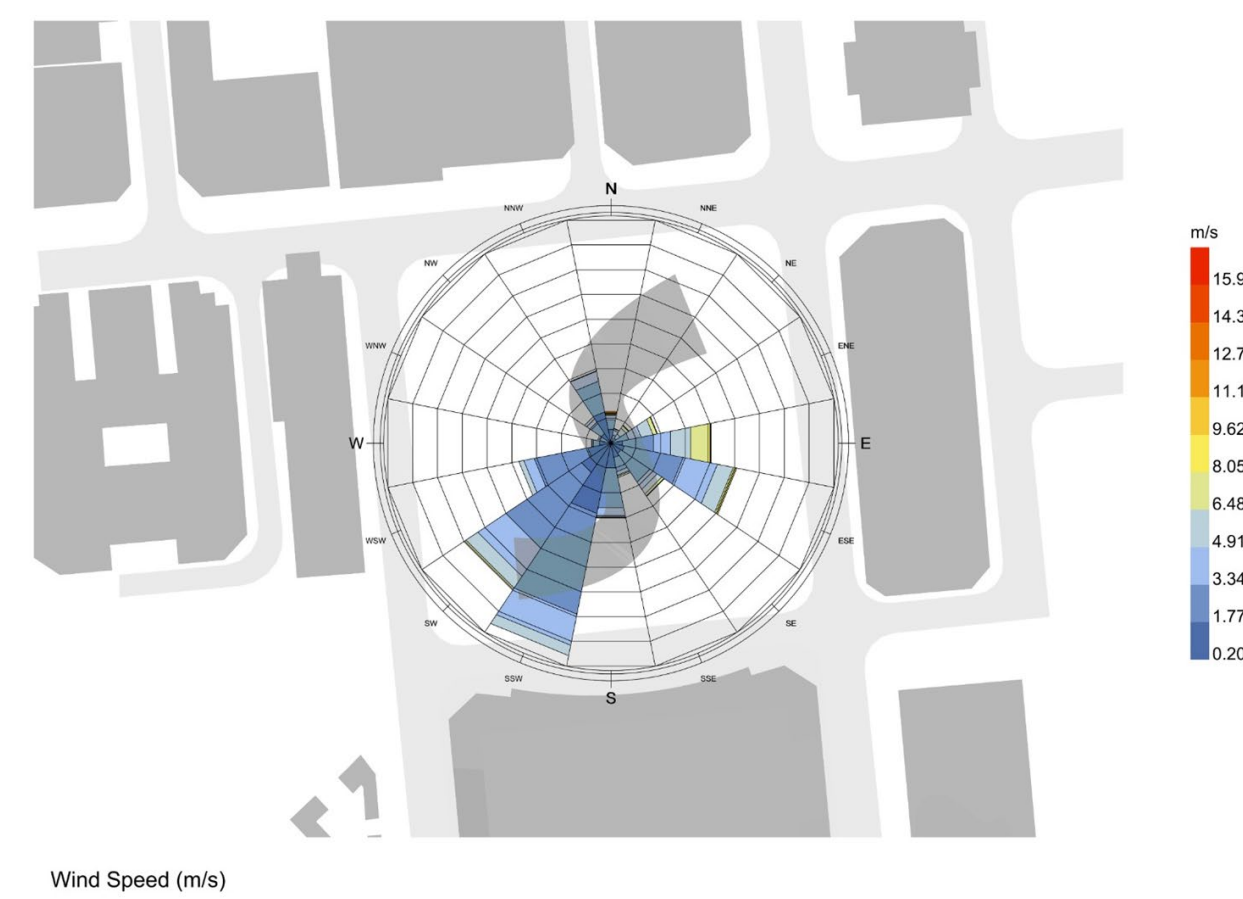 N
NNW
NNE
NW
NE
m/s
15.9
14.3
WNW
ENE
12.7
11.1
9.62
W
E
8.05
6.48
WSW
ESE
4.91
3.34
SW
SE
1.77
0.20
SSW
SSE
S
Wind Speed (m/s)